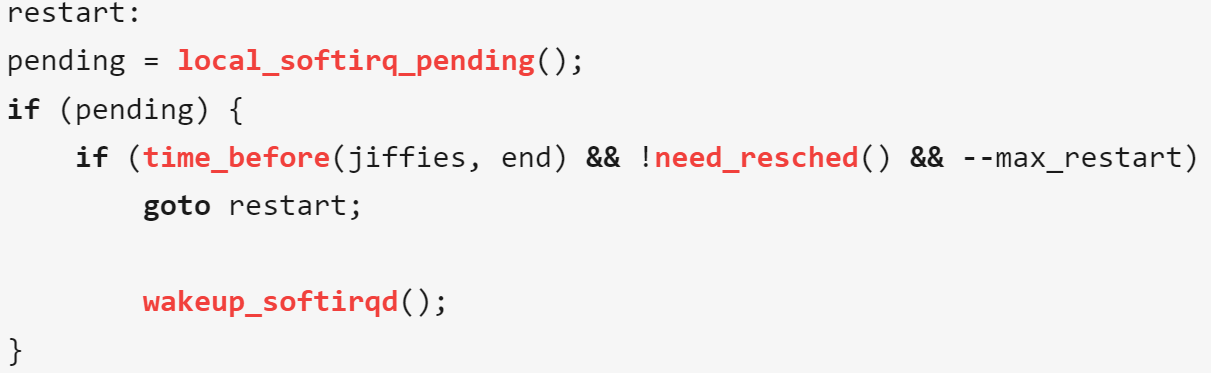 restart:
pending = local_softirq_pending();
if (pending) {
    if (time_before(jiffies, end) && !need_resched() && --max_restart)
        goto restart;

        wakeup_softirqd();
}